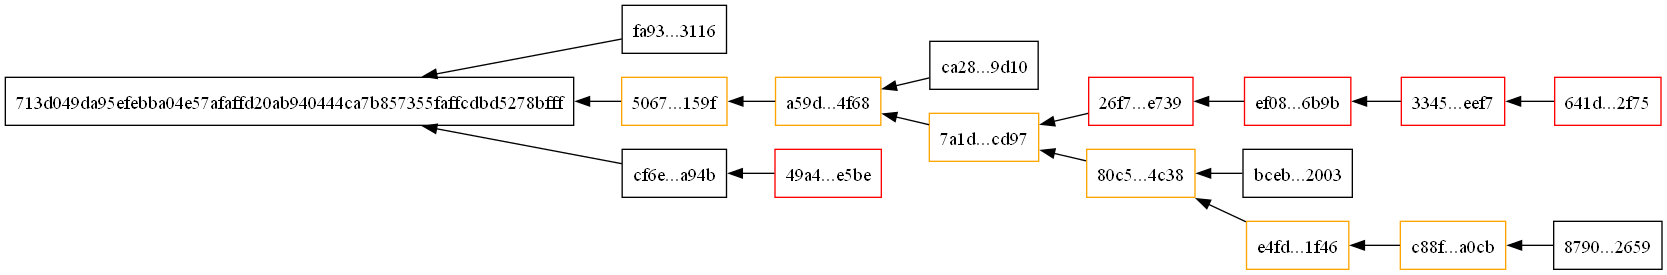 fa93...3116
ca28...9d10
713d049da95efebba04e57afaffd20ab940444ca7b857355faffcdbd5278bfff
5067...159f
a59d...4f68
26f7...e739
ef08...6b9b
3345...eef7
641d...2f75
7a1d...cd97
cf6e...a94b
49a4...e5be
80c5...4c38
bceb...2003
e4fd...1f46
c88f...a0cb
8790...2659